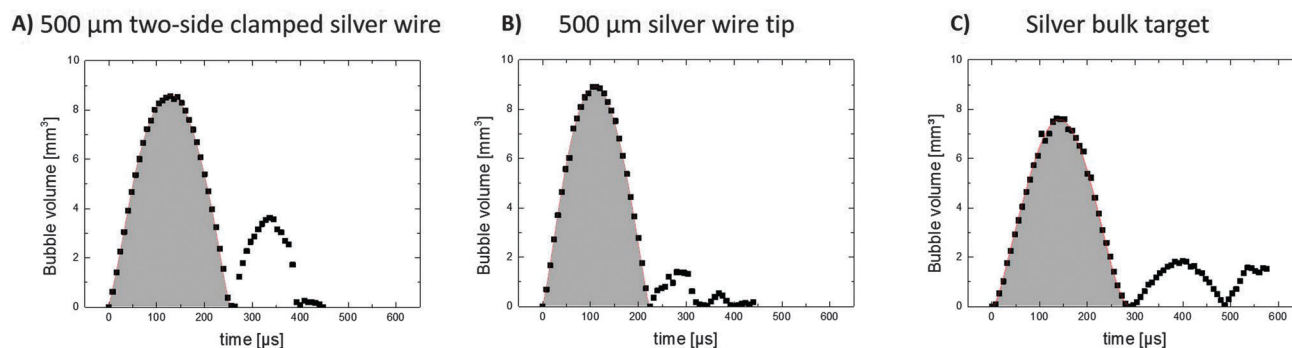 A) 500 µm two-side clamped silver wire
B) 500 µm silver wire tip
C) Silver bulk target
Bubble volume [mm³]
10
8
6
4
2
0
0 100 200 300 400 500 600
time [µs]
Bubble volume [mm³]
10
8
6
4
2
0
0 100 200 300 400 500 600
time [µs]
Bubble volume [mm³]
10
8
6
4
2
0
0 100 200 300 400 500 600
time [µs]